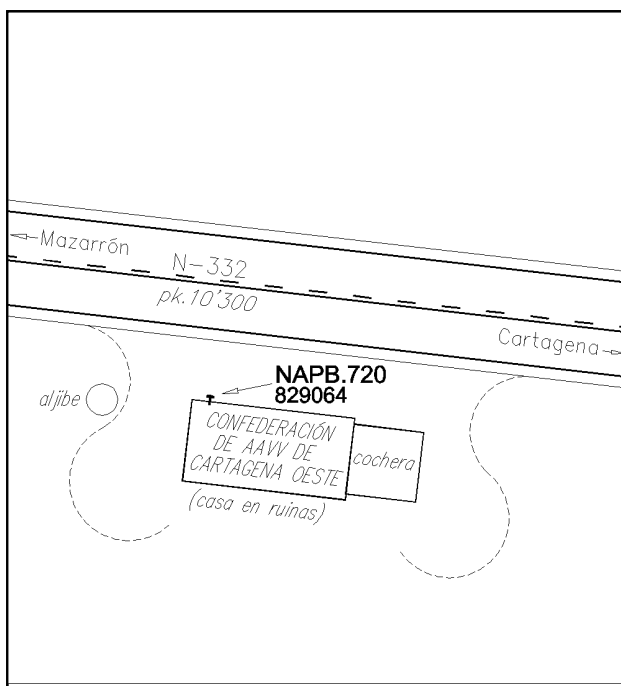 Mazarrón
N-332
pk.10'300
Cartagena
NAPB.720
829064
aljibe
CONFEDERACIÓN
DE AAVV DE
CARTAGENA OESTE
cochera
(casa en ruinas)